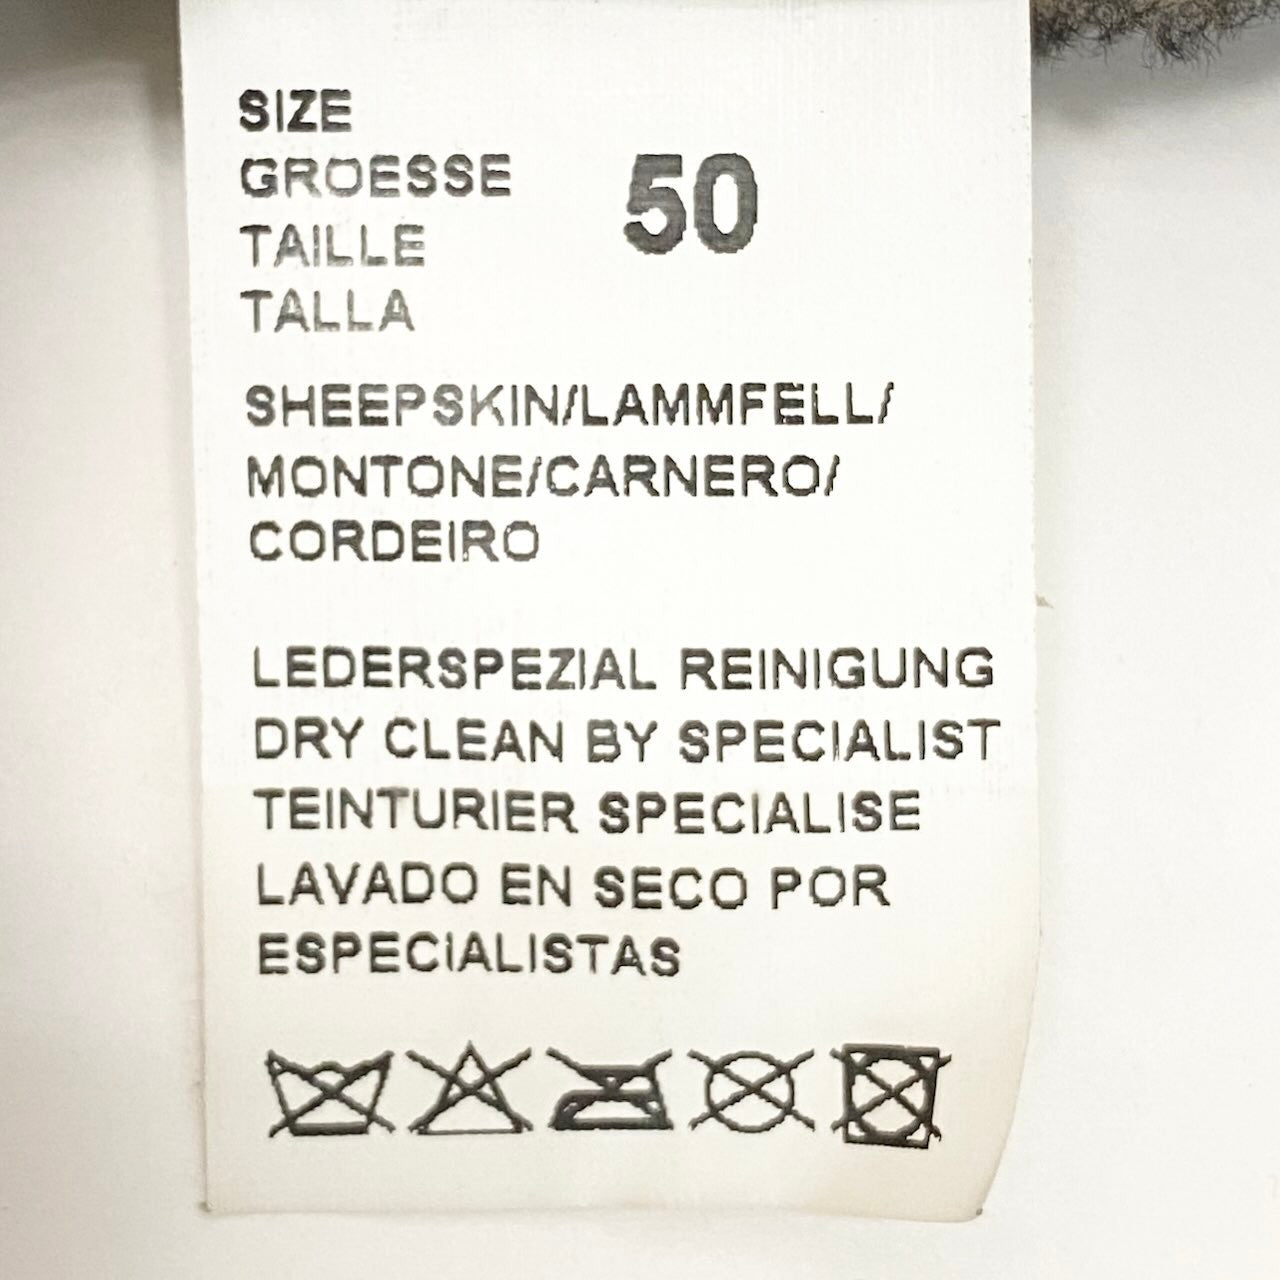 SIZE
GROESSE
TAILLE
TALLA
50
SHEEPSKIN/LAMMFELL/
MONTONE/CARNERO/
CORDEIRO
LEDERSPEZIAL REINIGUNG
DRY CLEAN BY SPECIALIST
TEINTURIER SPECIALISE
LAVADO EN SECO POR
ESPECIALISTAS